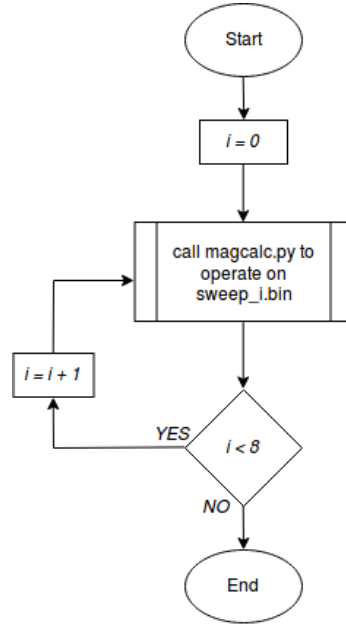 Start
i = 0
call magcalc.py to
operate on
sweep_i.bin
i = i + 1
YES
i < 8
NO
End